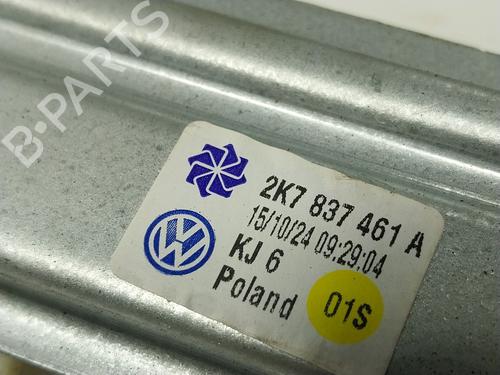 B-PARTS
2K7 837 461 A
15/10/24 09:29:04
KJ 6
Poland
01S